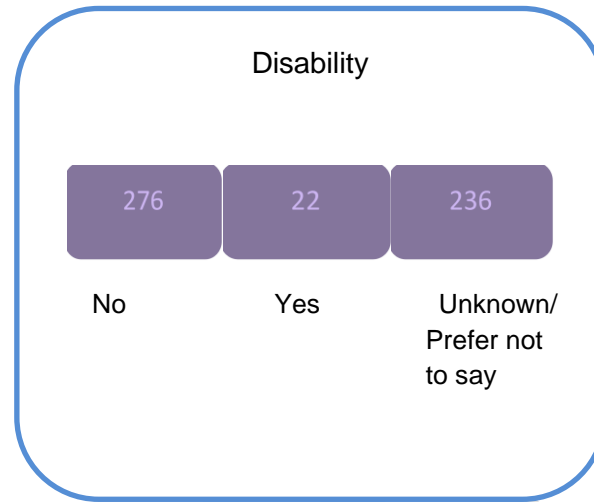 Disability
276 22 236
No Yes Unknown/
Prefer not
to say